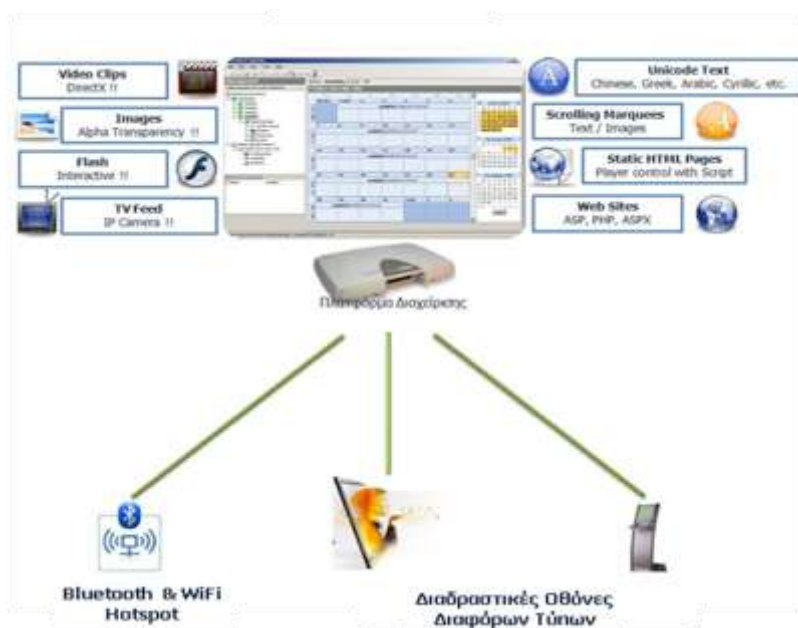 Video Clips
DirectX !!
Images
Alpha Transparency !!
Flash
Interactive !!
TV Feed
IP Camera !!
Unicode Text
Chinese, Greek, Arabic, Cyrillic, etc.
Scrolling Marquees
Text / Images
Static HTML Pages
Player control with Script
Web Sites
ASP, PHP, ASPX
Πλατφόρμα Διαχείρισης
Bluetooth & WiFi
Hotspot
Διαδραστικές Οθόνες
Διαφόρων Τύπων